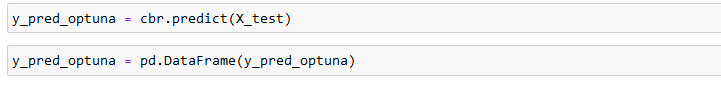 y_pred_optuna = cbr.predict(X_test)
y_pred_optuna = pd.DataFrame(y_pred_optuna)